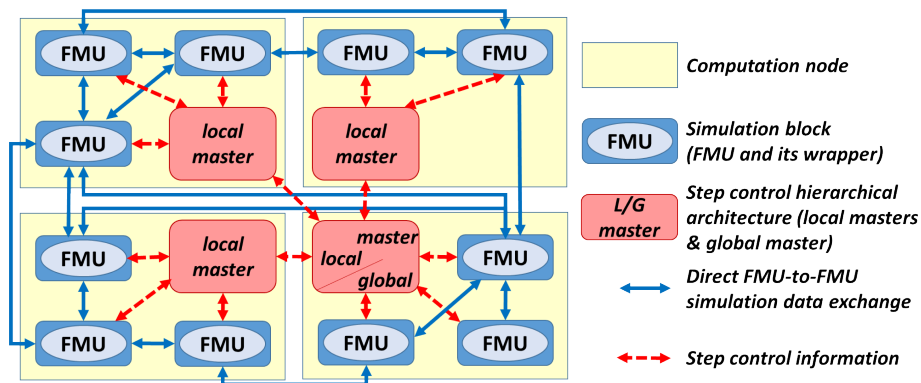 FMU
FMU
FMU
FMU
FMU
local
master
local
master
FMU
local
master
master
local
global
FMU
FMU
FMU
FMU
FMU
Computation node
FMU
Simulation block
(FMU and its wrapper)
L/G
master
Step control hierarchical
architecture (local masters
& global master)
Direct FMU-to-FMU
simulation data exchange
Step control information